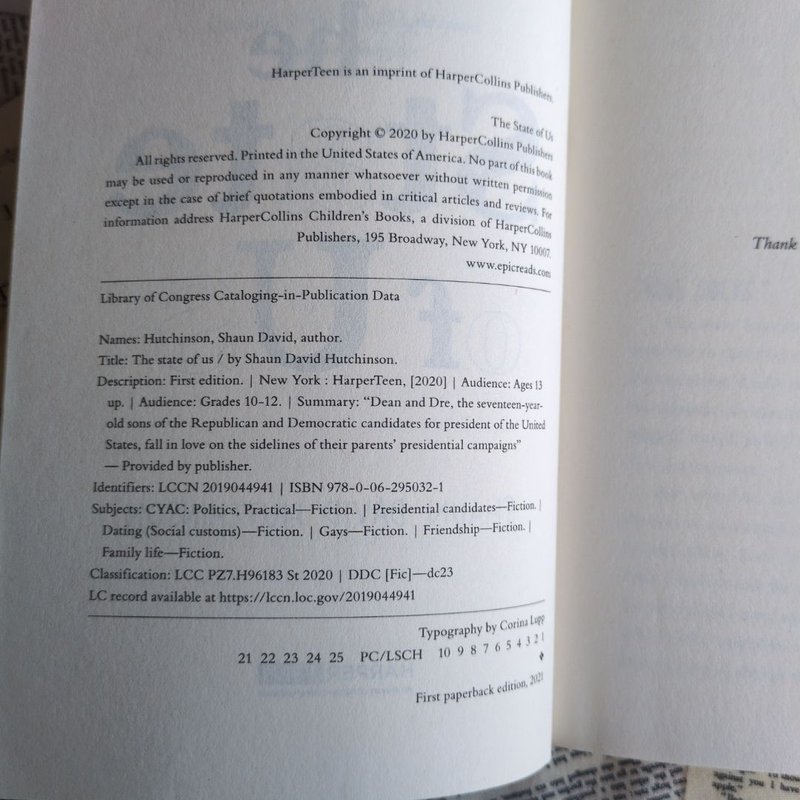 HarperTeen is an imprint of HarperCollins Publishers.
The State of Us
Copyright © 2020 by HarperCollins Publishers
All rights reserved. Printed in the United States of America. No part of this book
may be used or reproduced in any manner whatsoever without written permission
except in the case of brief quotations embodied in critical articles and reviews. For
information address HarperCollins Children's Books, a division of HarperCollins
Publishers, 195 Broadway, New York, NY 10007.
www.epicreads.com
Library of Congress Cataloging-in-Publication Data
Names: Hutchinson, Shaun David, author.
Title: The state of us / by Shaun David Hutchinson.
Description: First edition. | New York : HarperTeen, [2020] | Audience: Ages 13
up. | Audience: Grades 10–12. | Summary: “Dean and Dre, the seventeen-year-
old sons of the Republican and Democratic candidates for president of the United
States, fall in love on the sidelines of their parents’ presidential campaigns”
— Provided by publisher.
Identifiers: LCCN 2019044941 | ISBN 978-0-06-295032-1
Subjects: CYAC: Politics, Practical—Fiction. | Presidential candidates—Fiction. |
Dating (Social customs)—Fiction. | Gays—Fiction. | Friendship—Fiction. |
Family life—Fiction.
Classification: LCC PZ7.H96183 St 2020 | DDC [Fic]—dc23
LC record available at https://lccn.loc.gov/2019044941
Typography by Corina Lupp
21 22 23 24 25 PC/LSCH 10 9 8 7 6 5 4 3 2 1
First paperback edition, 2021
Thank